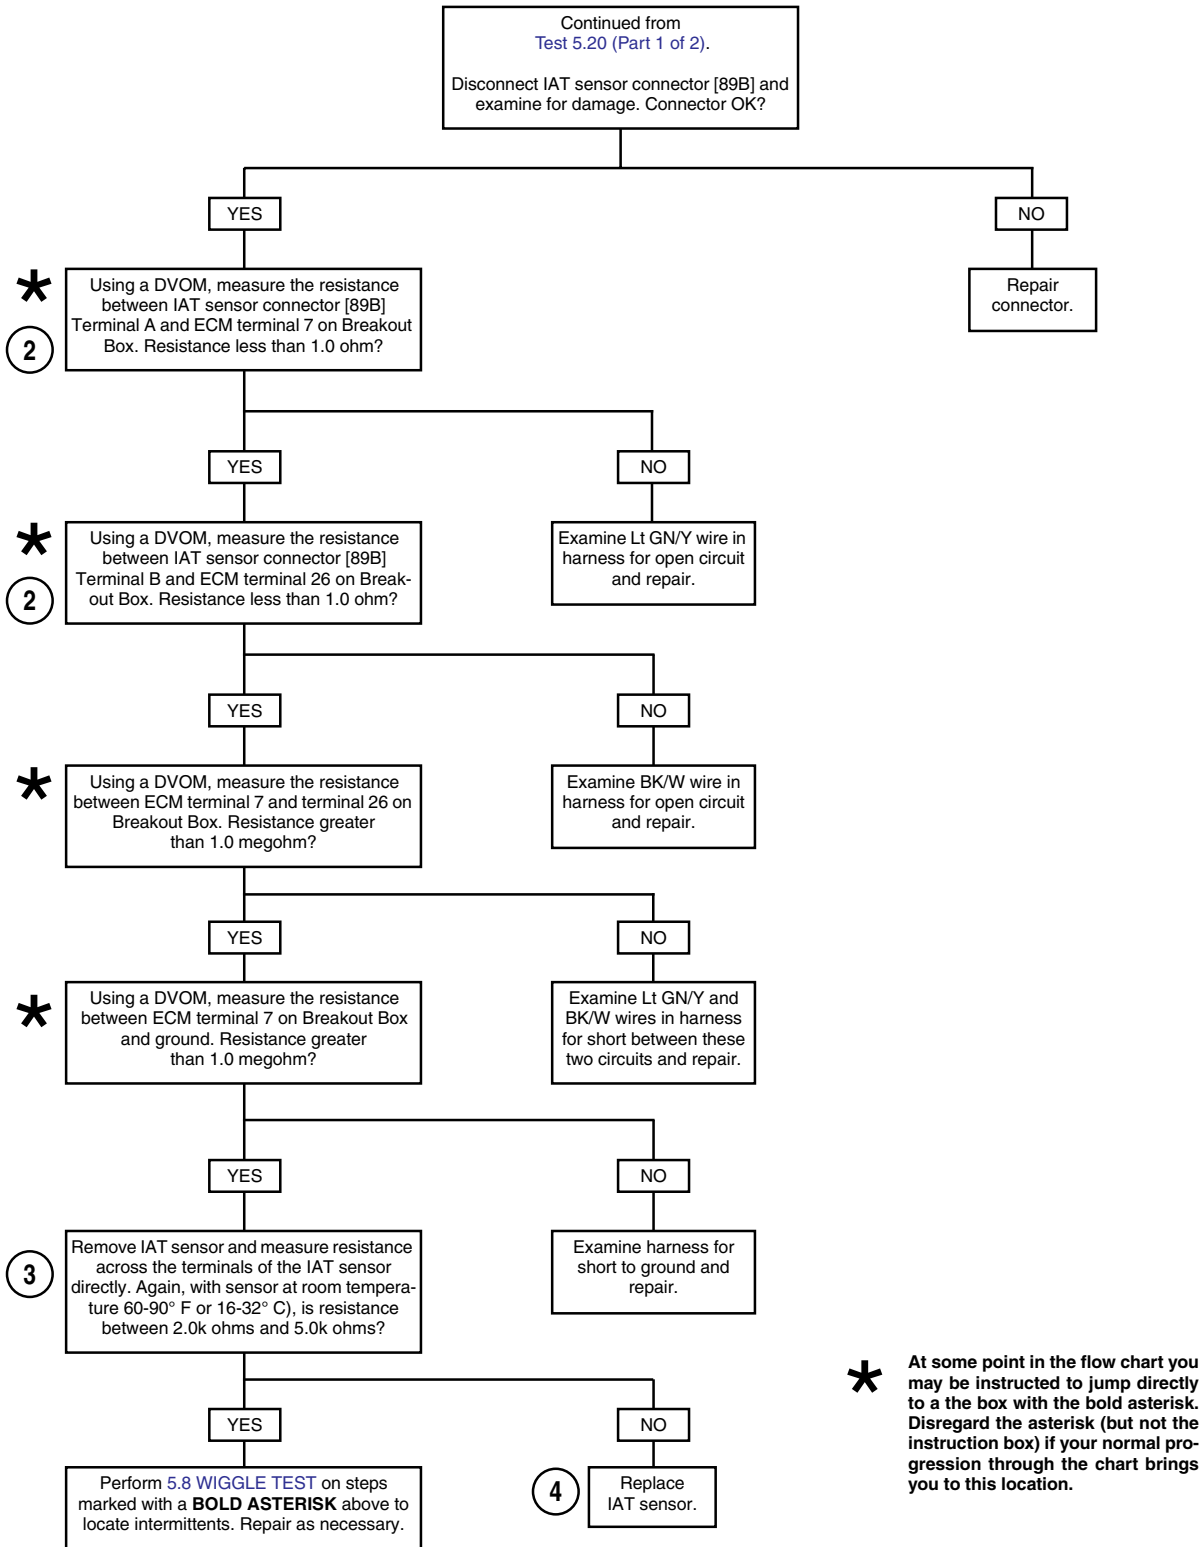 Continued from
Test 5.20 (Part 1 of 2).
Disconnect IAT sensor connector [89B] and
examine for damage. Connector OK?
YES
NO
*
2
Using a DVOM, measure the resistance
between IAT sensor connector [89B]
Terminal A and ECM terminal 7 on Breakout
Box. Resistance less than 1.0 ohm?
Repair
connector.
YES
NO
*
2
Using a DVOM, measure the resistance
between IAT sensor connector [89B]
Terminal B and ECM terminal 26 on Break-
out Box. Resistance less than 1.0 ohm?
Examine Lt GN/Y wire in
harness for open circuit
and repair.
YES
NO
*
Using a DVOM, measure the resistance
between ECM terminal 7 and terminal 26 on
Breakout Box. Resistance greater
than 1.0 megohm?
Examine BK/W wire in
harness for open circuit
and repair.
YES
NO
*
Using a DVOM, measure the resistance
between ECM terminal 7 on Breakout Box
and ground. Resistance greater
than 1.0 megohm?
Examine Lt GN/Y and
BK/W wires in harness
for short between these
two circuits and repair.
YES
NO
3
Remove IAT sensor and measure resistance
across the terminals of the IAT sensor
directly. Again, with sensor at room tempera-
ture 60-90° F or 16-32° C), is resistance
between 2.0k ohms and 5.0k ohms?
Examine harness for
short to ground and
repair.
YES
NO
Perform 5.8 WIGGLE TEST on steps
marked with a BOLD ASTERISK above to
locate intermittents. Repair as necessary.
4
Replace
IAT sensor.
*
At some point in the flow chart you
may be instructed to jump directly
to a the box with the bold asterisk.
Disregard the asterisk (but not the
instruction box) if your normal pro-
gression through the chart brings
you to this location.